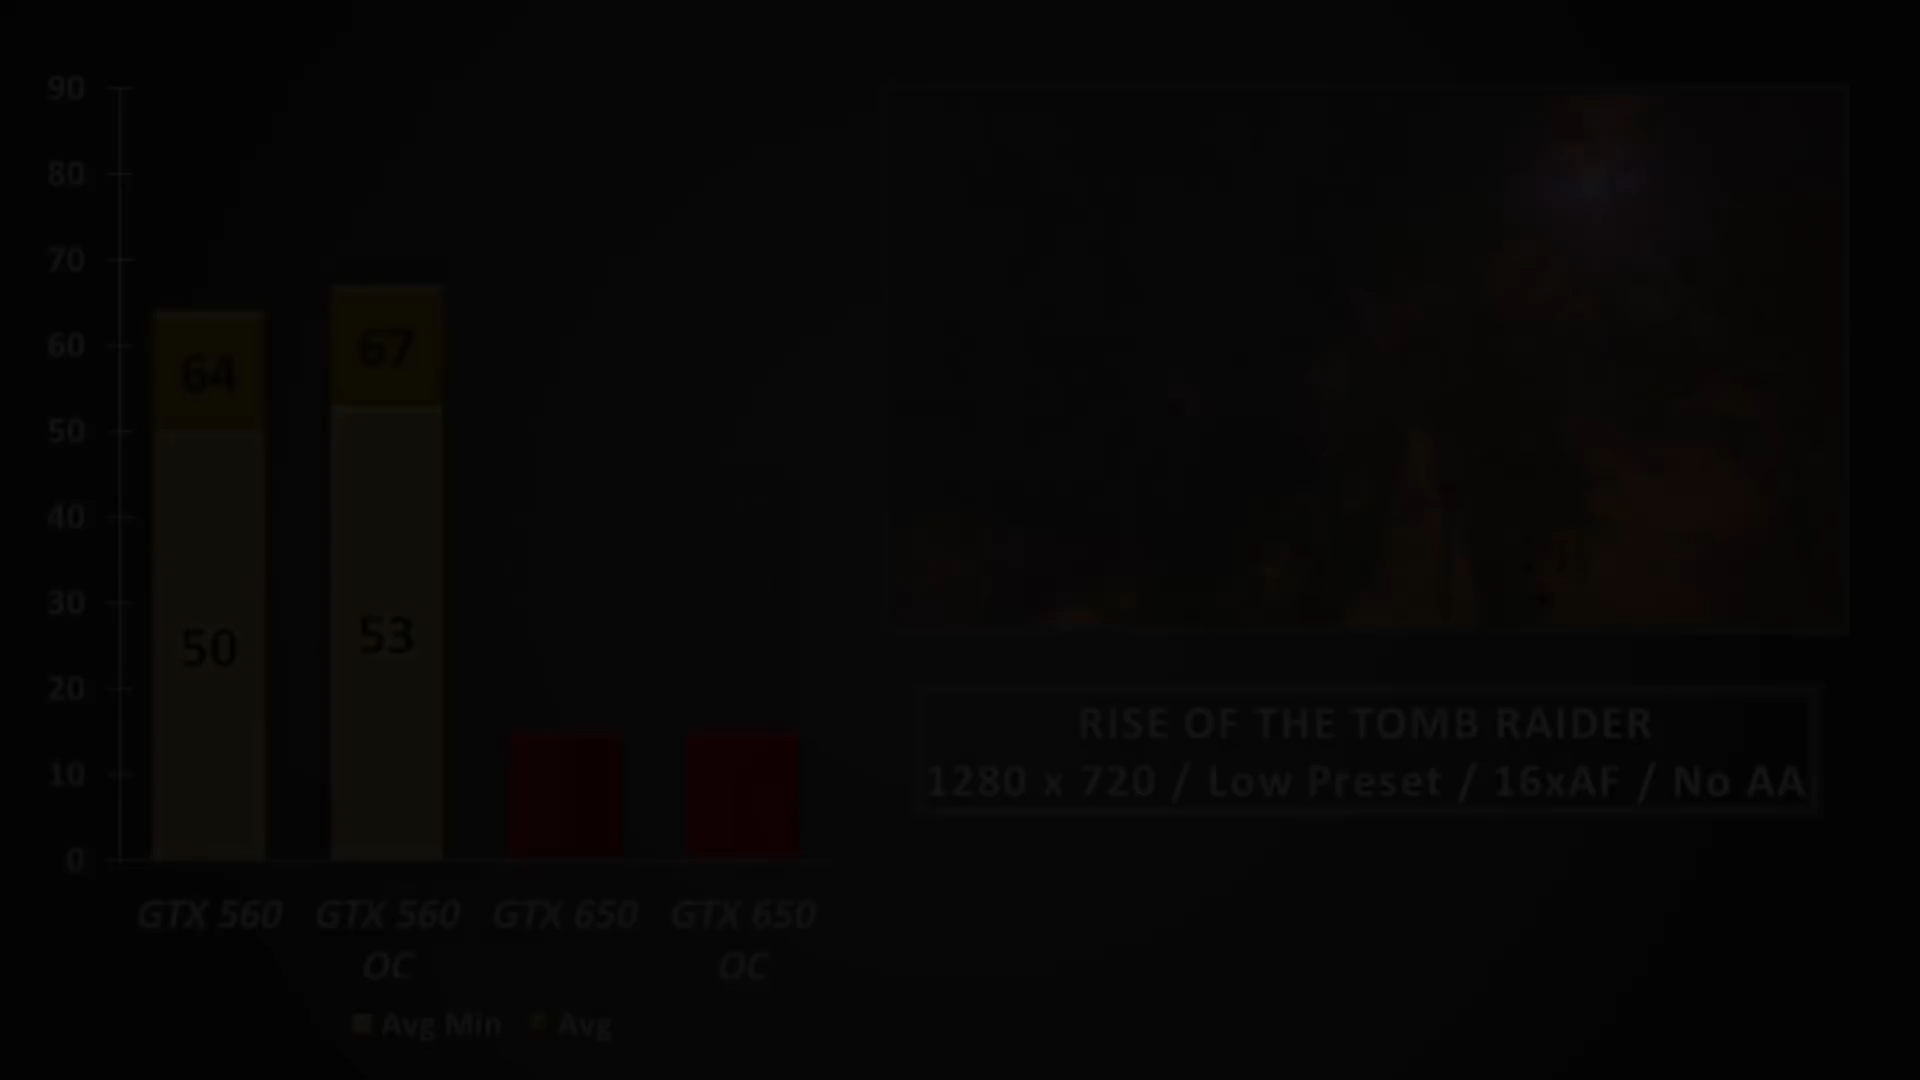 90
80
70
60
50
40
30
20
10
0
64
50
67
53
GTX 560
GTX 560
OC
GTX 650
GTX 650
OC
Avg Min
Avg
RISE OF THE TOMB RAIDER
1280 x 720 / Low Preset / 16xAF / No AA